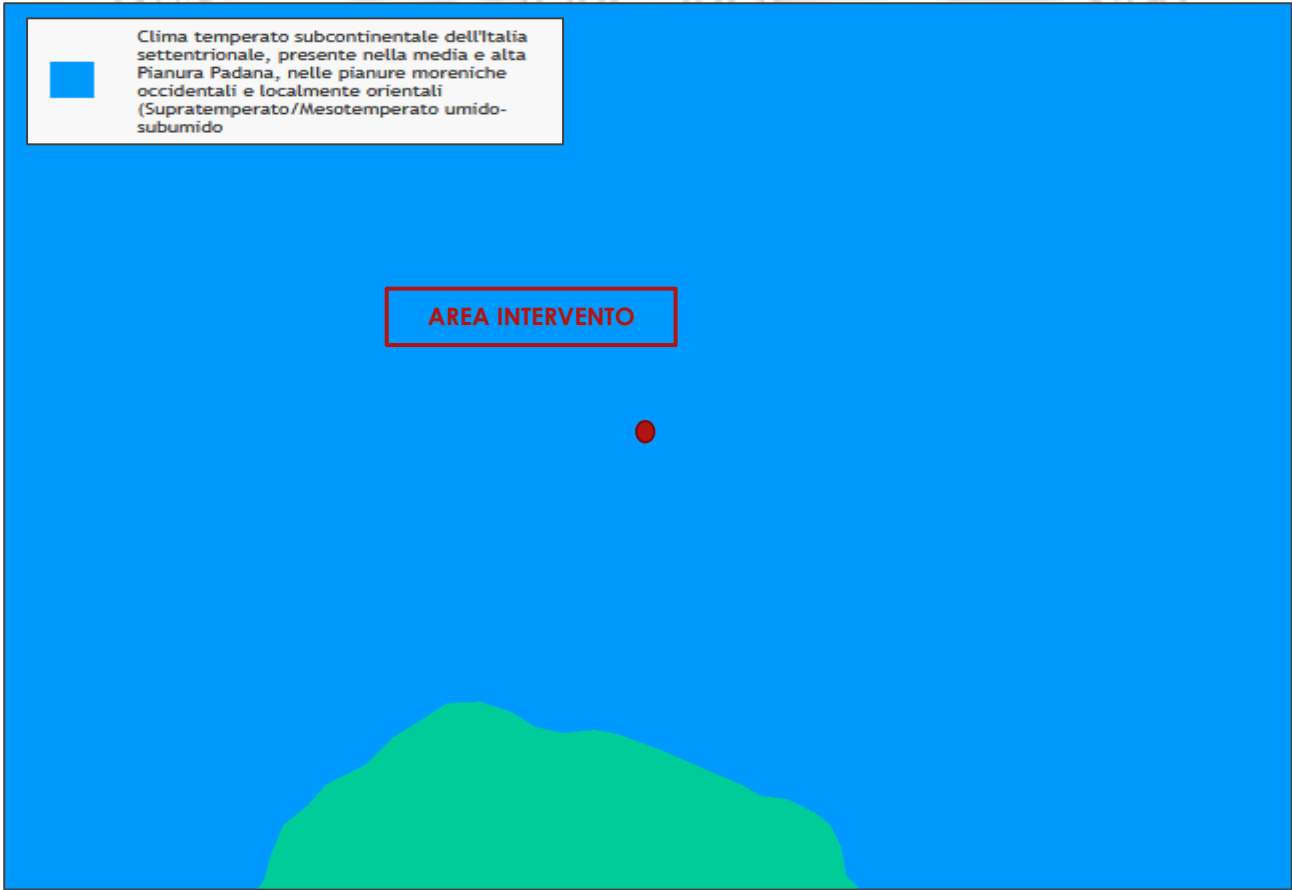 Clima temperato subcontinentale dell'Italia
settentrionale, presente nella media e alta
Pianura Padana, nelle pianure moreniche
occidentali e localmente orientali
(Supratemperato/Mesotemperato umido-
subumido
AREA INTERVENTO